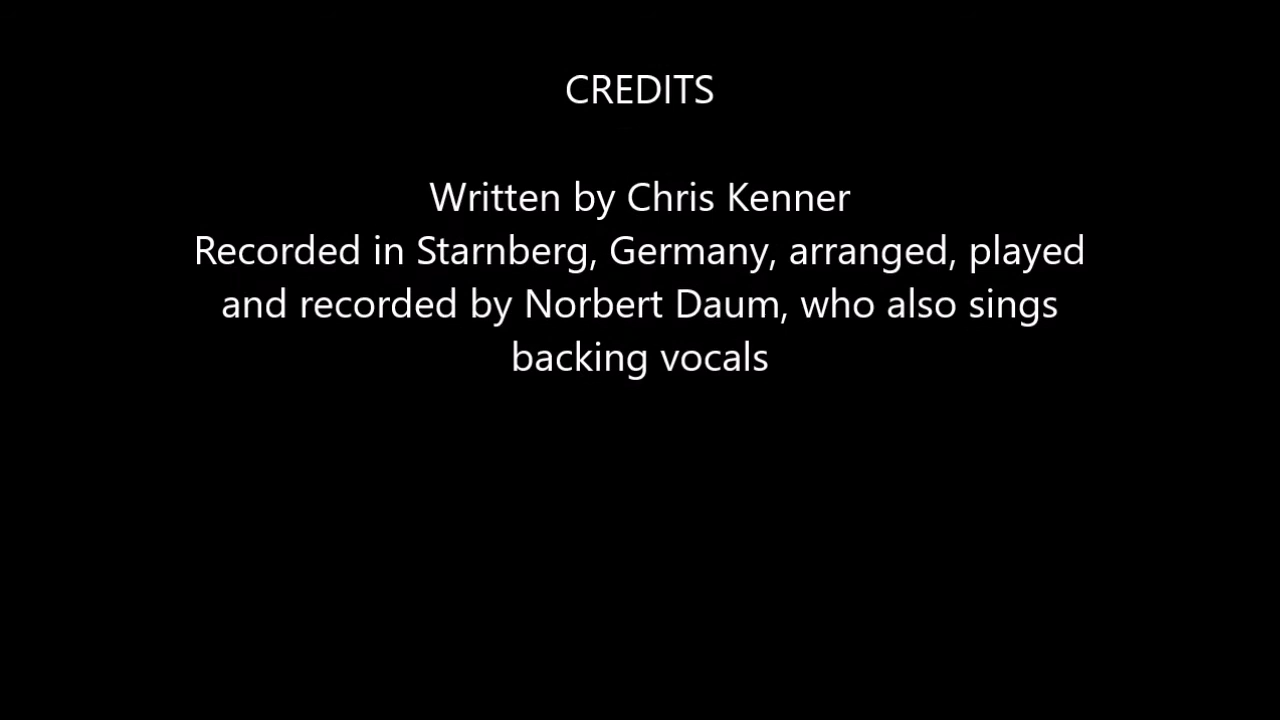 CREDITS
Written by Chris Kenner
Recorded in Starnberg, Germany, arranged, played
and recorded by Norbert Daum, who also sings
backing vocals